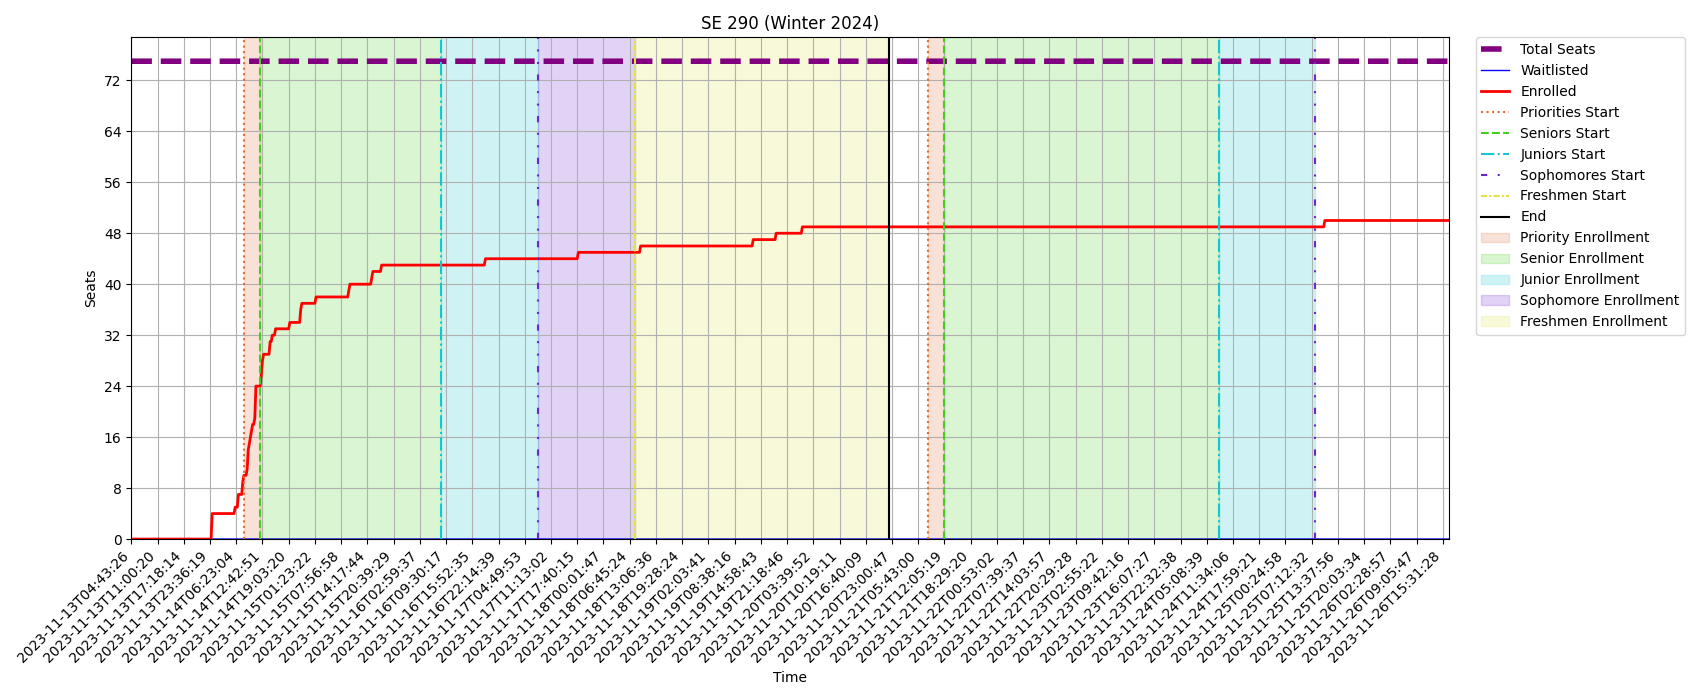 SE 290 (Winter 2024)
Seats
72
64
56
48
40
32
24
16
8
0
2023-11-13T04:43:26
2023-11-13T11:00:20
2023-11-13T17:18:14
2023-11-13T23:36:19
2023-11-14T06:23:04
2023-11-14T12:42:51
2023-11-14T19:03:20
2023-11-15T01:23:22
2023-11-15T07:56:58
2023-11-15T14:17:44
2023-11-15T20:39:29
2023-11-16T02:59:37
2023-11-16T09:30:17
2023-11-16T15:52:35
2023-11-16T22:14:39
2023-11-17T04:49:53
2023-11-17T11:13:02
2023-11-17T17:40:15
2023-11-18T00:01:47
2023-11-18T06:45:24
2023-11-18T13:06:36
2023-11-18T19:28:24
2023-11-19T02:03:41
2023-11-19T08:38:16
2023-11-19T14:58:43
2023-11-19T21:18:46
2023-11-20T03:39:52
2023-11-20T10:19:11
2023-11-20T16:40:09
2023-11-20T23:00:47
2023-11-21T05:43:00
2023-11-21T12:05:19
2023-11-21T18:29:20
2023-11-22T00:53:02
2023-11-22T07:39:37
2023-11-22T14:03:57
2023-11-22T20:29:28
2023-11-23T02:55:22
2023-11-23T09:42:16
2023-11-23T16:07:27
2023-11-23T22:32:38
2023-11-24T05:08:39
2023-11-24T11:34:06
2023-11-24T17:59:21
2023-11-25T00:24:58
2023-11-25T07:12:32
2023-11-25T13:37:56
2023-11-25T20:03:34
2023-11-26T02:28:57
2023-11-26T09:05:47
2023-11-26T15:31:28
Time
Total Seats
Waitlisted
Enrolled
Priorities Start
Seniors Start
Juniors Start
Sophomores Start
Freshmen Start
End
Priority Enrollment
Senior Enrollment
Junior Enrollment
Sophomore Enrollment
Freshmen Enrollment